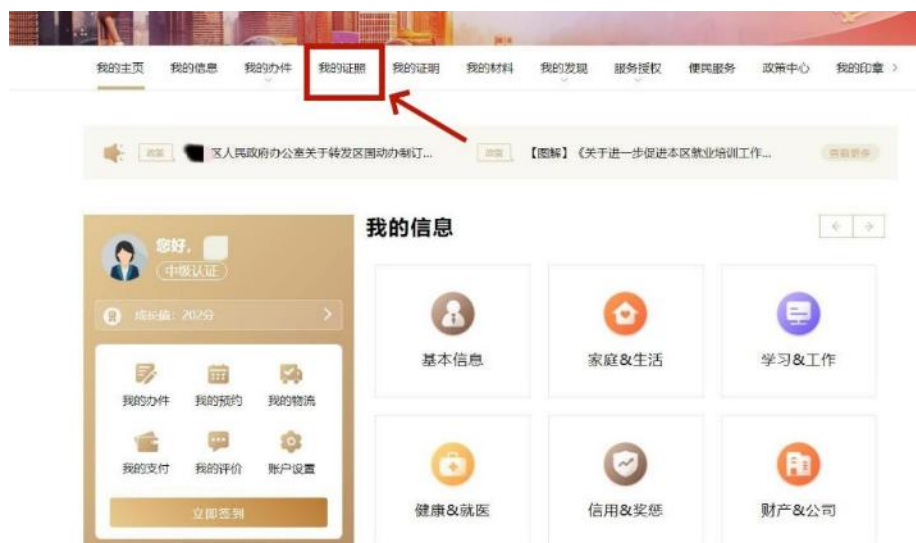 我的主页 我的信息 我的办件 我的证照 我的证明 我的材料 我的发现 服务授权 便民服务 政策中心 我的印章 >
政策 区人民政府办公室关于转发区国动办制订... 政策 【图解】《关于进一步促进本区就业培训工作... 查看更多
我的信息
您好,
中级认证
成长值: 202分
基本信息 家庭&生活 学习&工作
我的办件 我的预约 我的物流
我的支付 我的评价 账户设置
立即签到
健康&就医 信用&奖惩 财产&公司